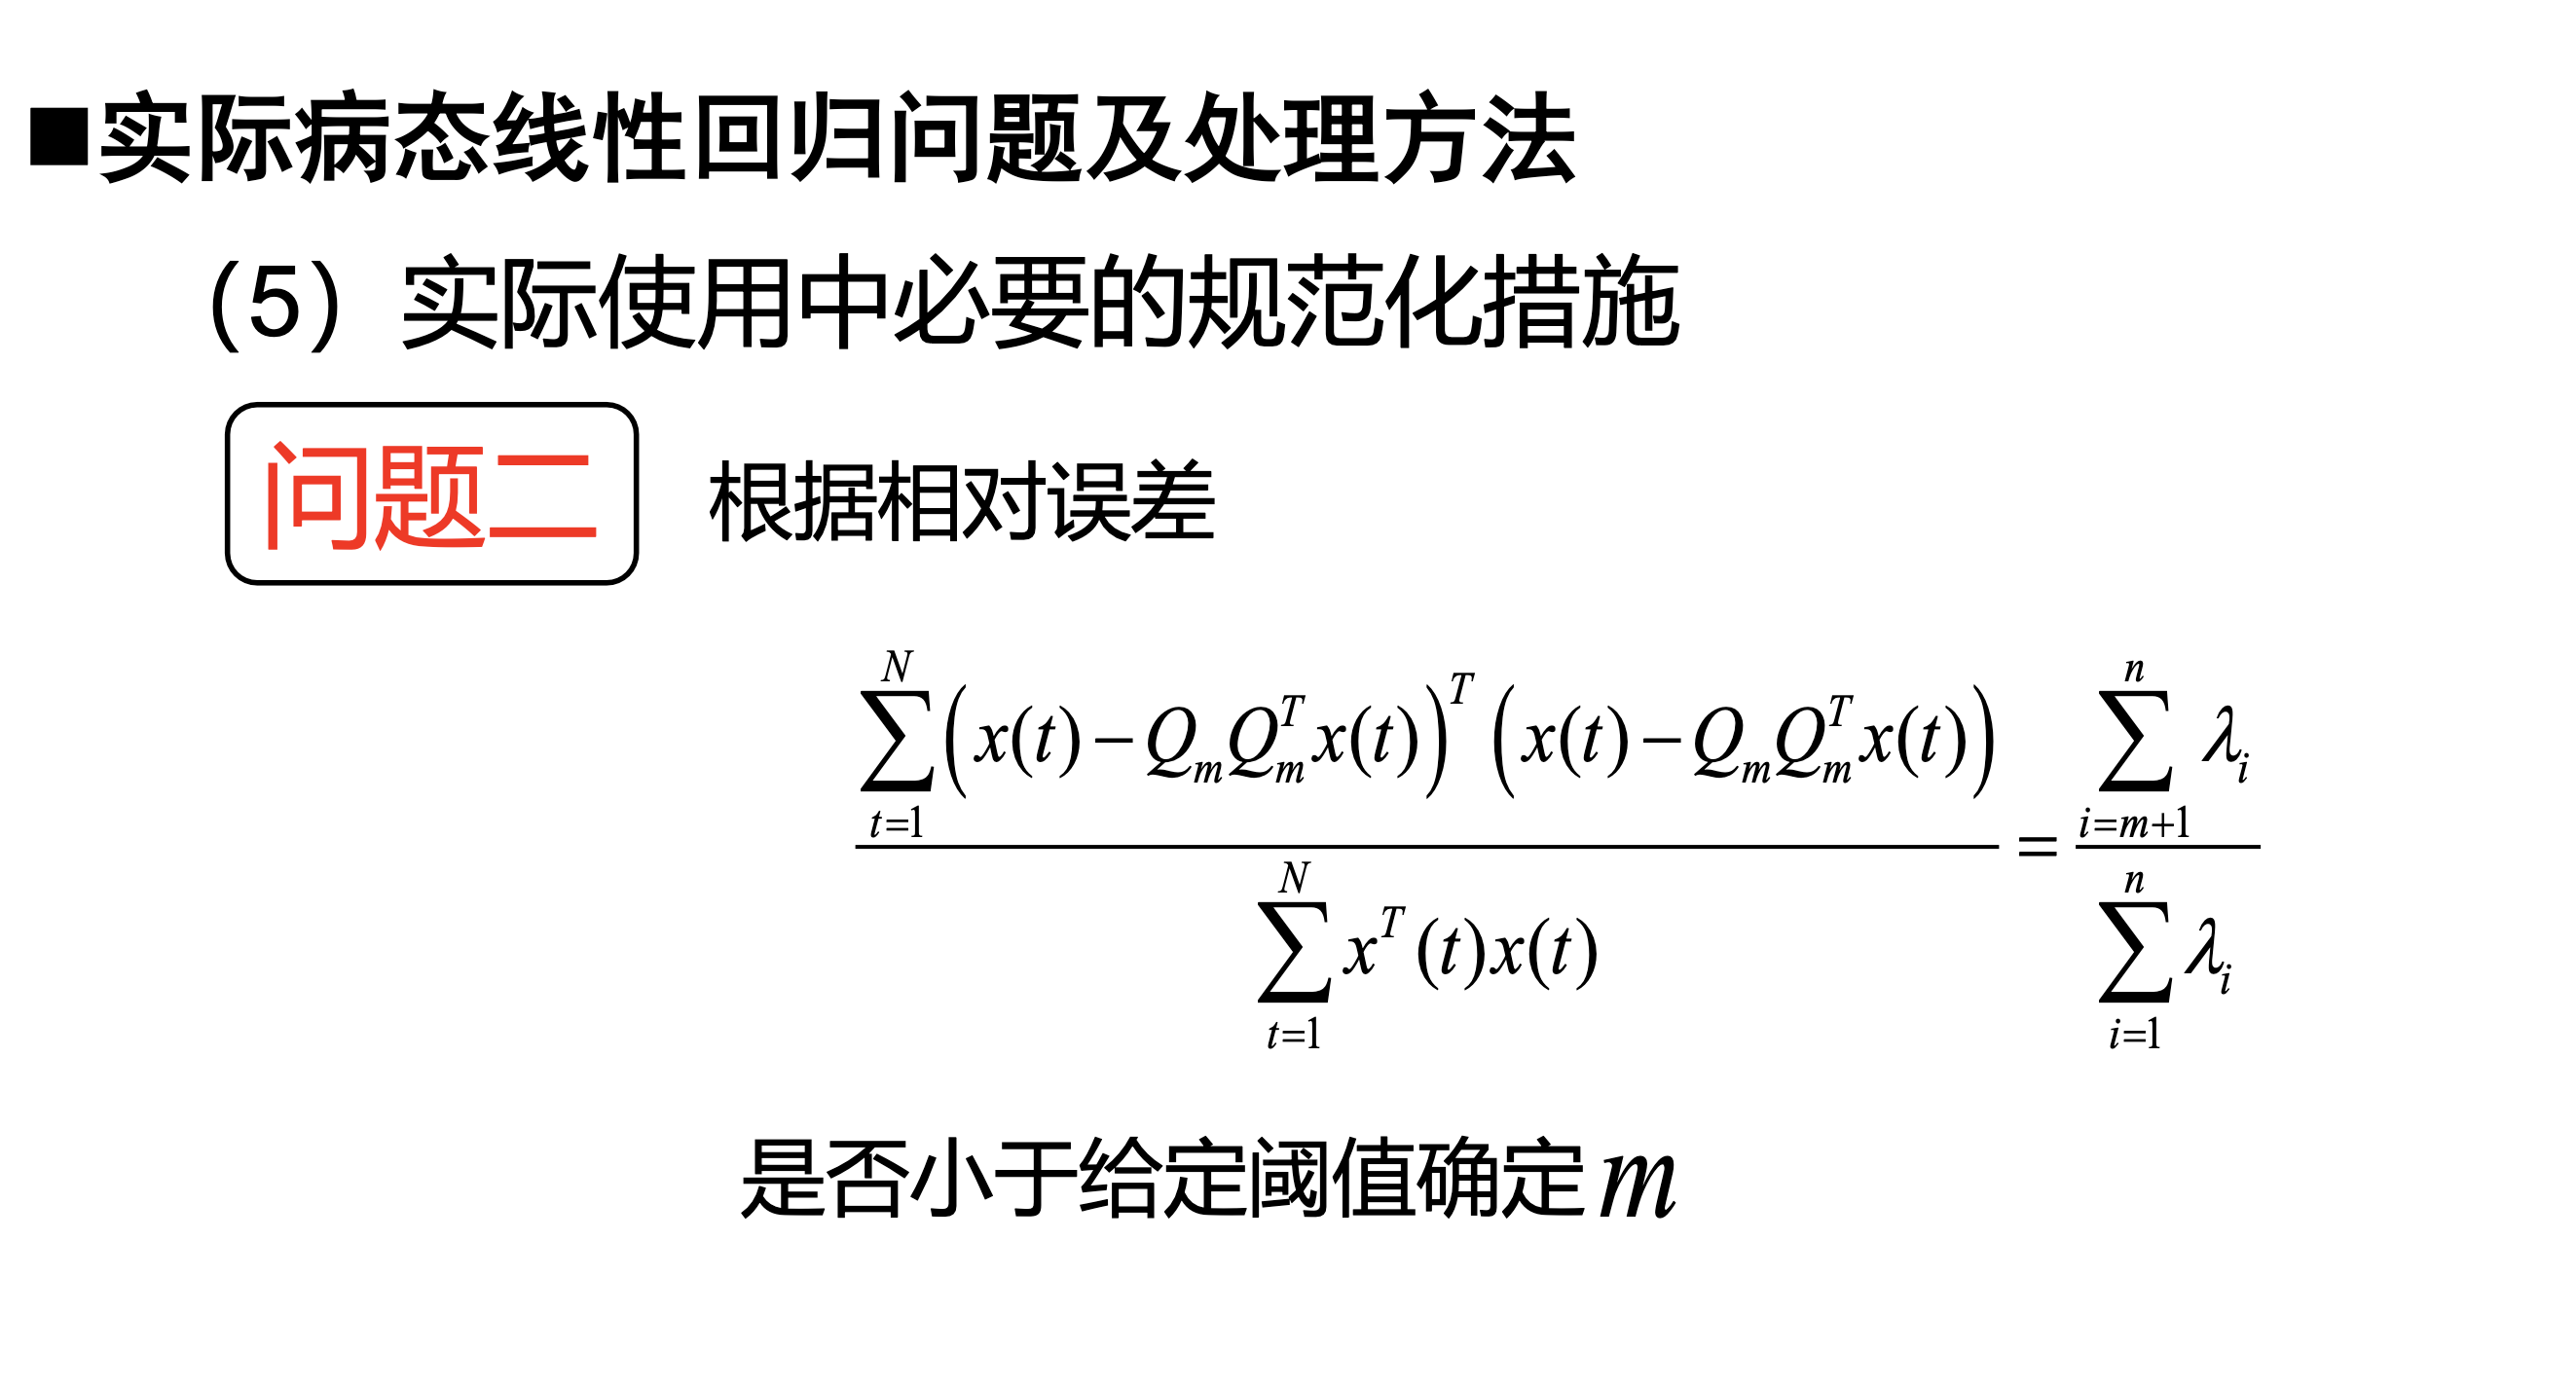 ■实际病态线性回归问题及处理方法
(5) 实际使用中必要的规范化措施
问题二 根据相对误差
\frac{\sum_{t=1}^{N}\left(x(t)-Q_mQ_m^Tx(t)\right)^T\left(x(t)-Q_mQ_m^Tx(t)\right)}{\sum_{t=1}^{N}x^T(t)x(t)}=\frac{\sum_{i=m+1}^{n}\lambda_i}{\sum_{i=1}^{n}\lambda_i}
是否小于给定阈值确定m